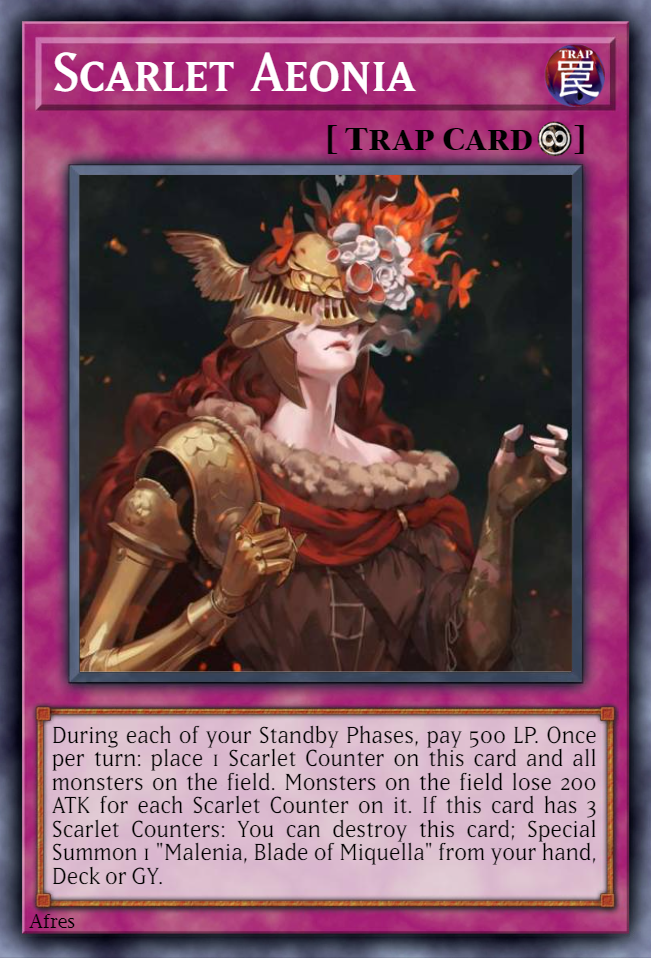 Scarlet Aeonia
TRAP
罠
[ Trap Card ∞ ]
During each of your Standby Phases, pay 500 LP. Once
per turn: place 1 Scarlet Counter on this card and all
monsters on the field. Monsters on the field lose 200
ATK for each Scarlet Counter on it. If this card has 3
Scarlet Counters: You can destroy this card; Special
Summon 1 "Malenia, Blade of Miquella" from your hand,
Deck or GY.
Afres